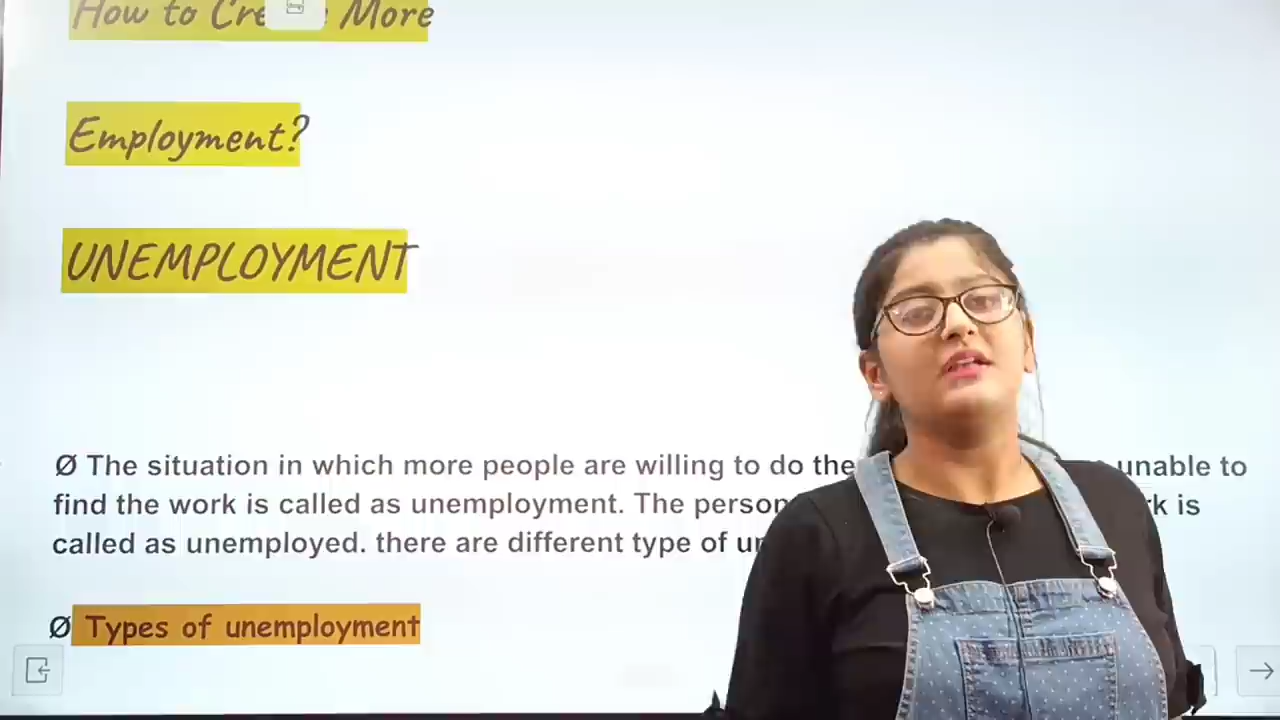 How to Cre More
Employment?
UNEMPLOYMENT
Ø The situation in which more people are willing to do the unable to
find the work is called as unemployment. The person is
called as unemployed. there are different type of
Ø Types of unemployment